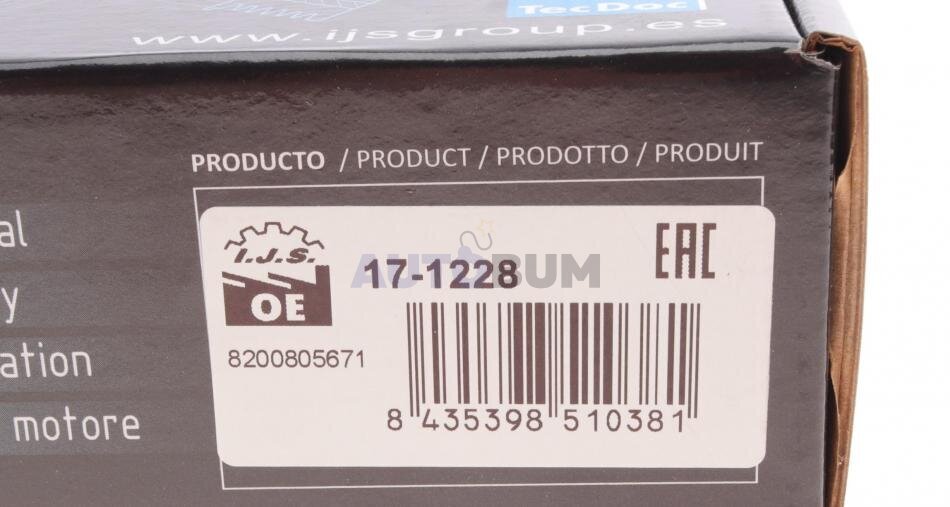 TecDoc
www.ijsgroup.es
PRODUCTO / PRODUCT / PRODOTTO / PRODUIT
al
y
ation
motore
I.J.S.
OE
17-1228
AUTOBUM
EAC
8200805671
8 435398 510381